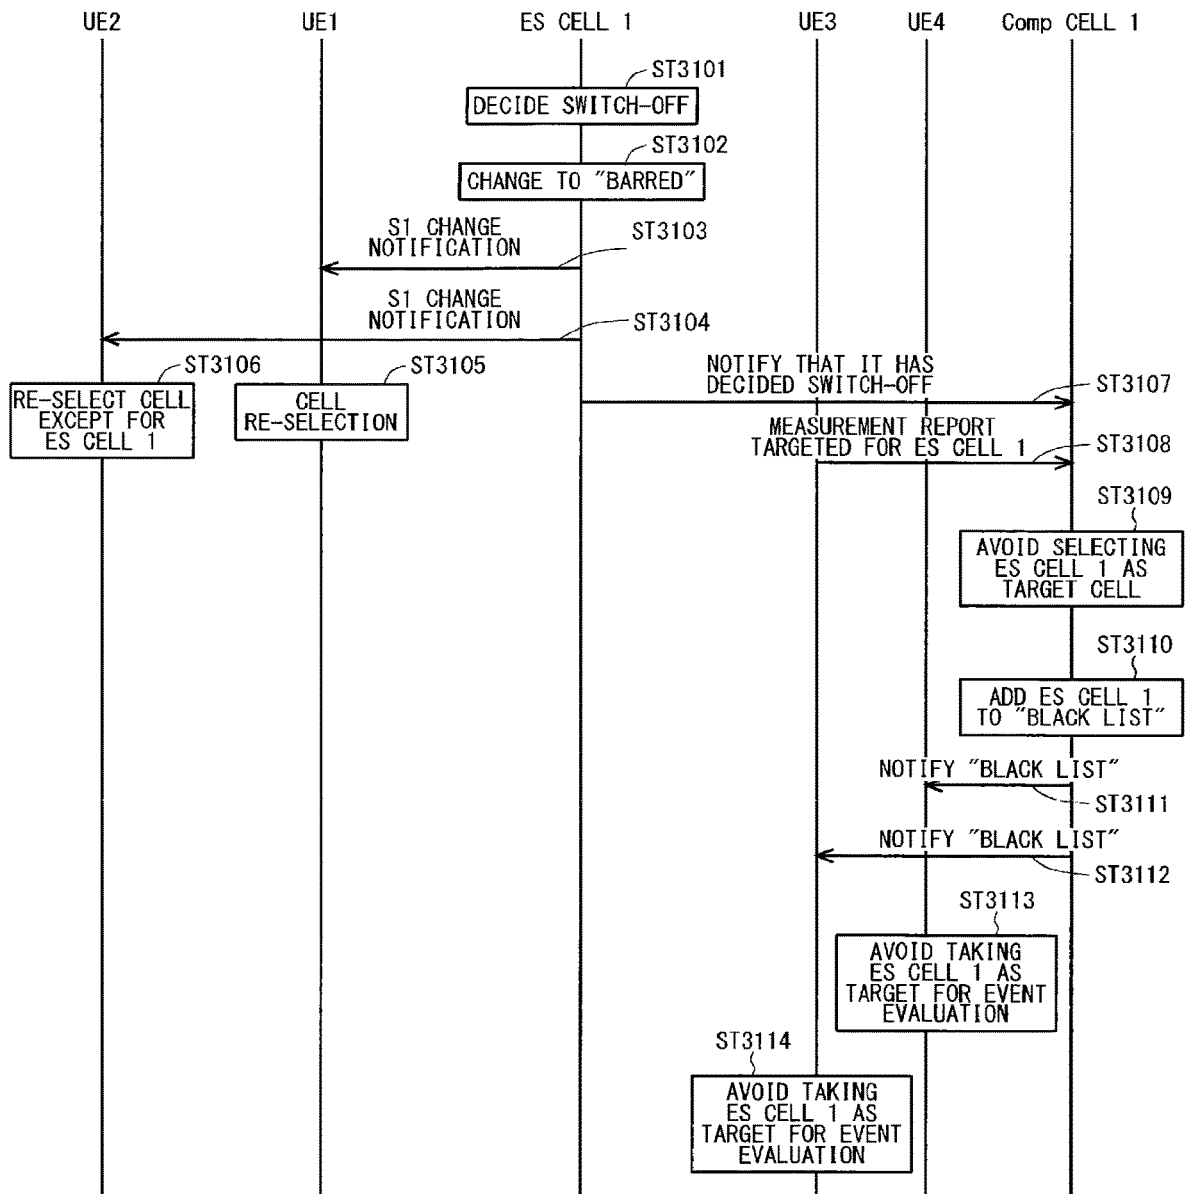 UE2 UE1 ES CELL 1 UE3 UE4 Comp CELL 1
ST3101
DECIDE SWITCH-OFF
ST3102
CHANGE TO "BARRED"
S1 CHANGE
NOTIFICATION
ST3103
S1 CHANGE
NOTIFICATION
ST3104
ST3106
RE-SELECT CELL
EXCEPT FOR
ES CELL 1
ST3105
CELL
RE-SELECTION
NOTIFY THAT IT HAS
DECIDED SWITCH-OFF
ST3107
MEASUREMENT REPORT
TARGETED FOR ES CELL 1
ST3108
ST3109
AVOID SELECTING
ES CELL 1 AS
TARGET CELL
ST3110
ADD ES CELL 1
TO "BLACK LIST"
NOTIFY "BLACK LIST"
ST3111
NOTIFY "BLACK LIST"
ST3112
ST3113
AVOID TAKING
ES CELL 1 AS
TARGET FOR EVENT
EVALUATION
ST3114
AVOID TAKING
ES CELL 1 AS
TARGET FOR EVENT
EVALUATION